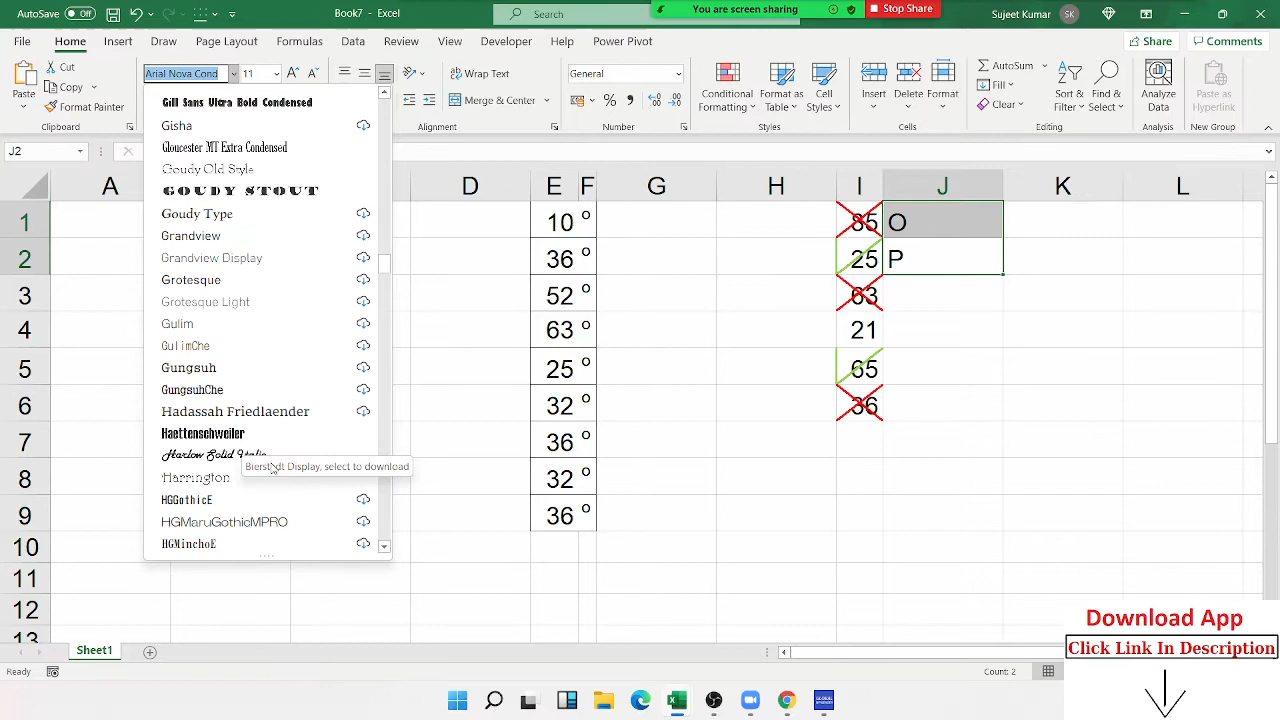 AutoSave Off Book7 - Excel Search You are screen sharing Stop Share Sujeet Kumar SK
File Home Insert Draw Page Layout Formulas Data Review View Developer Help Power Pivot Share Comments
Paste Cut Copy Format Painter Clipboard
Arial Nova Cond 11
Wrap Text Merge & Center Alignment
General % , Number
Conditional Formatting Format as Table Cell Styles Styles
Insert Delete Format Cells
AutoSum Fill Clear Sort & Filter Find & Select Editing
Analyze Data Analysis
Paste as Hyperlink New Group
J2
Gill Sans Ultra Bold Condensed
Gisha
Gloucester MT Extra Condensed
Goudy Old Style
GOUDY STOUT
Goudy Type
Grandview
Grandview Display
Grotesque
Grotesque Light
Gulim
GulimChe
Gungsuh
GungsuhChe
Hadassah Friedlaender
Haettenschweiler
Harlow Solid Italic
Bierstadt Display, select to download
Harrington
HGGothicE
HGMaruGothicMPRO
HGMinchoE
A D E F G H I J K L
1 10 o 85 O
2 36 o 25 P
3 52 o 63
4 63 o 21
5 25 o 65
6 32 o 36
7 36 o
8 32 o
9 36 o
10
11
12
13
Sheet1
Ready Count: 2
Download App
Click Link In Description